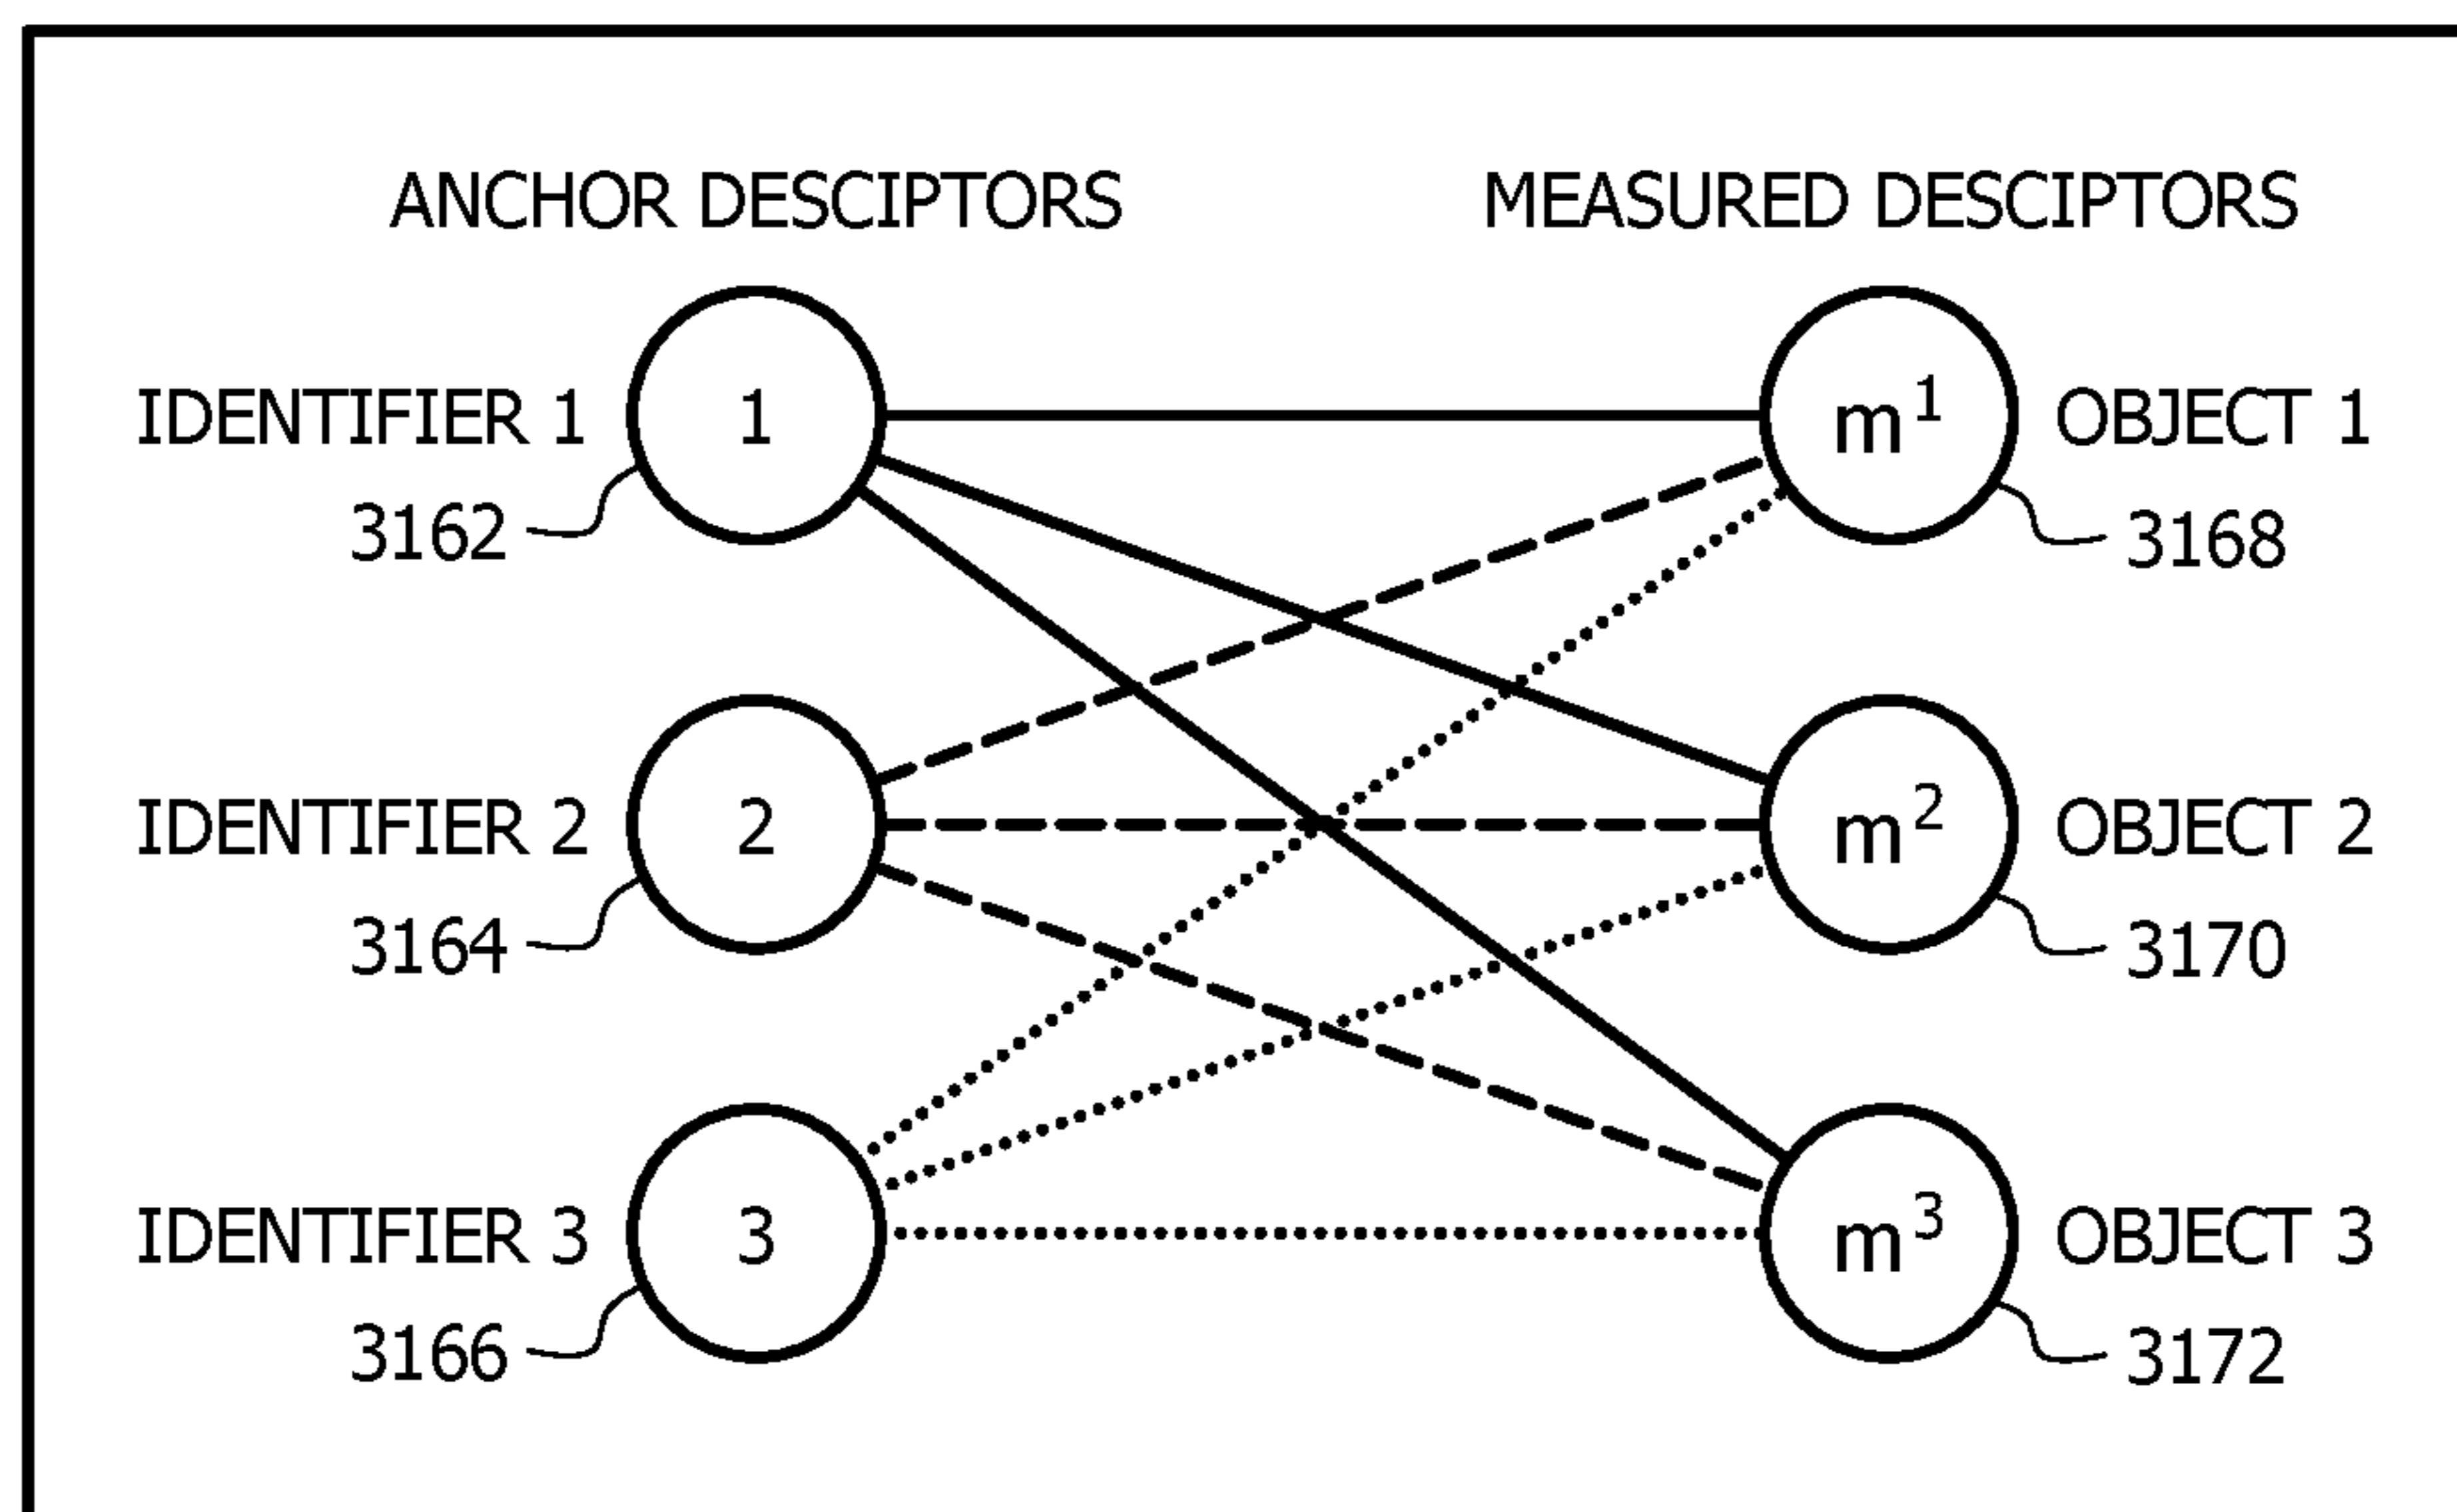 ANCHOR DESCIPTORS MEASURED DESCIPTORS
IDENTIFIER 1 1 m¹ OBJECT 1
3162 3168
IDENTIFIER 2 2 m² OBJECT 2
3164 3170
IDENTIFIER 3 3 m³ OBJECT 3
3166 3172